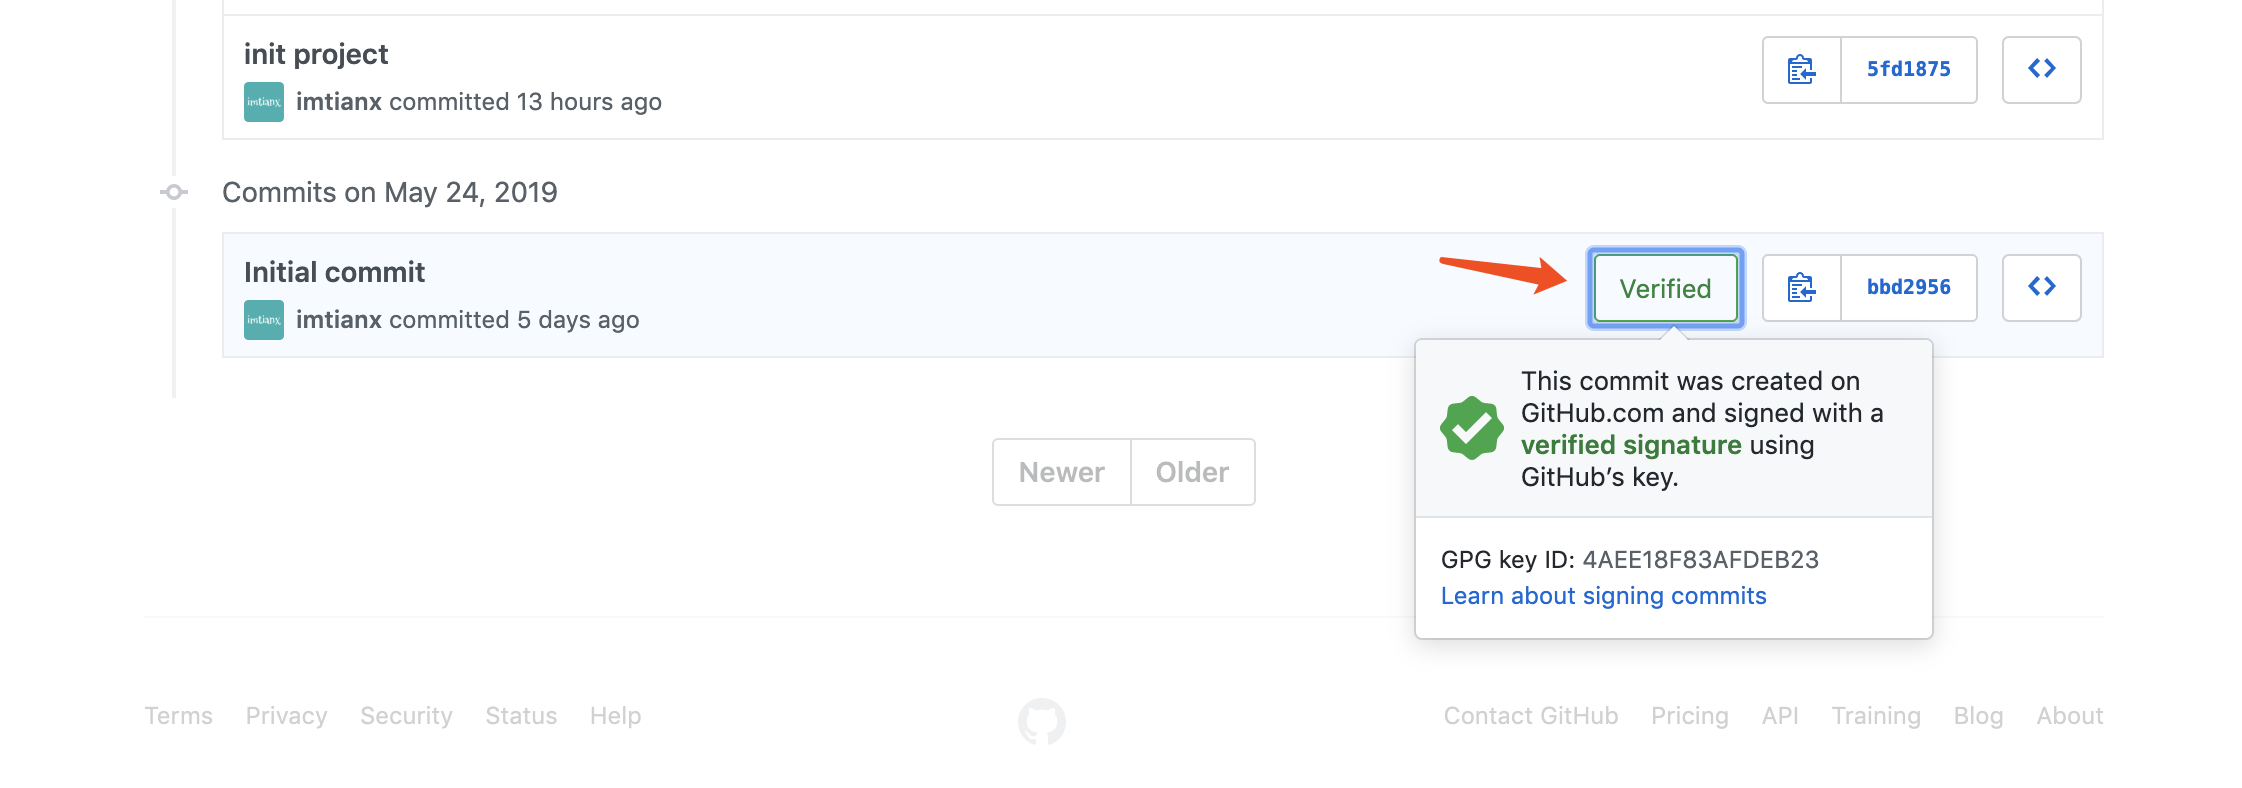 init project
5fd1875
imtianx
imtianx committed 13 hours ago
Commits on May 24, 2019
Initial commit
Verified
bbd2956
imtianx
imtianx committed 5 days ago
This commit was created on
GitHub.com and signed with a
verified signature using
GitHub’s key.
GPG key ID: 4AEE18F83AFDEB23
Learn about signing commits
Newer
Older
Terms
Privacy
Security
Status
Help
Contact GitHub
Pricing
API
Training
Blog
About